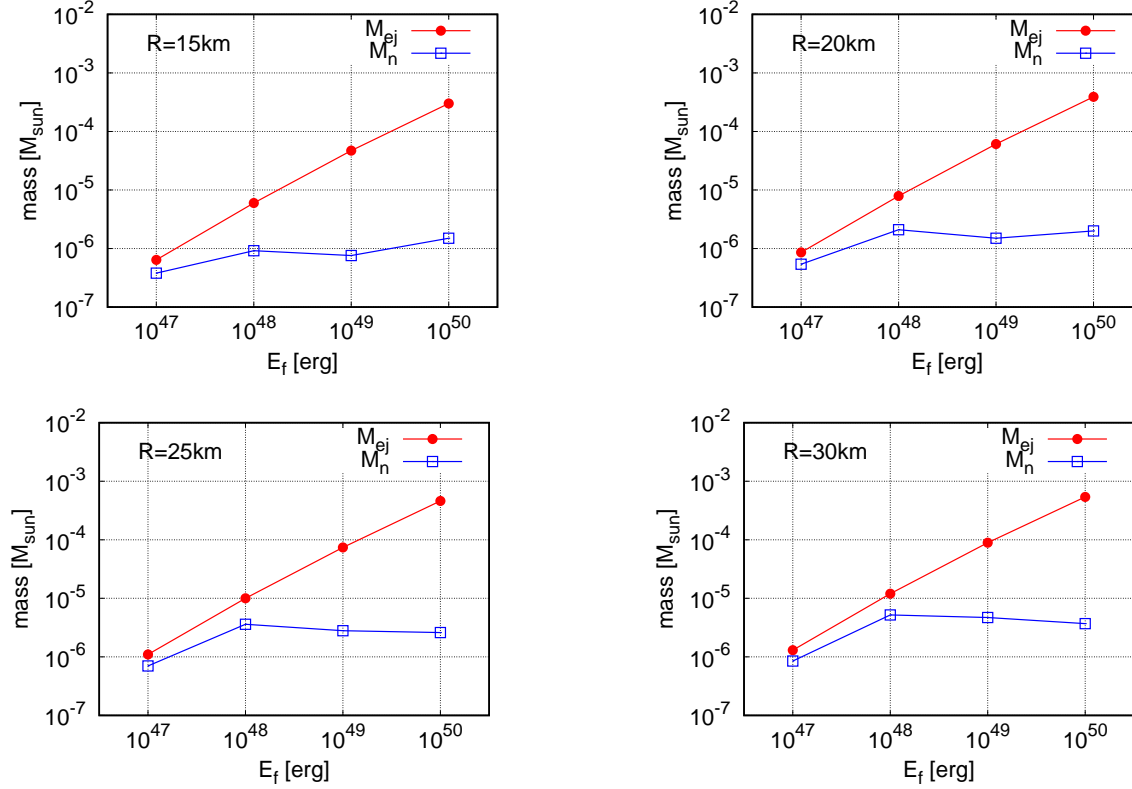 R=15km
M_ej
M_n
mass [M_sun]
10^-2
10^-3
10^-4
10^-5
10^-6
10^-7
10^47 10^48 10^49 10^50
E_f [erg]
R=20km
M_ej
M_n
mass [M_sun]
10^-2
10^-3
10^-4
10^-5
10^-6
10^-7
10^47 10^48 10^49 10^50
E_f [erg]
R=25km
M_ej
M_n
mass [M_sun]
10^-2
10^-3
10^-4
10^-5
10^-6
10^-7
10^47 10^48 10^49 10^50
E_f [erg]
R=30km
M_ej
M_n
mass [M_sun]
10^-2
10^-3
10^-4
10^-5
10^-6
10^-7
10^47 10^48 10^49 10^50
E_f [erg]